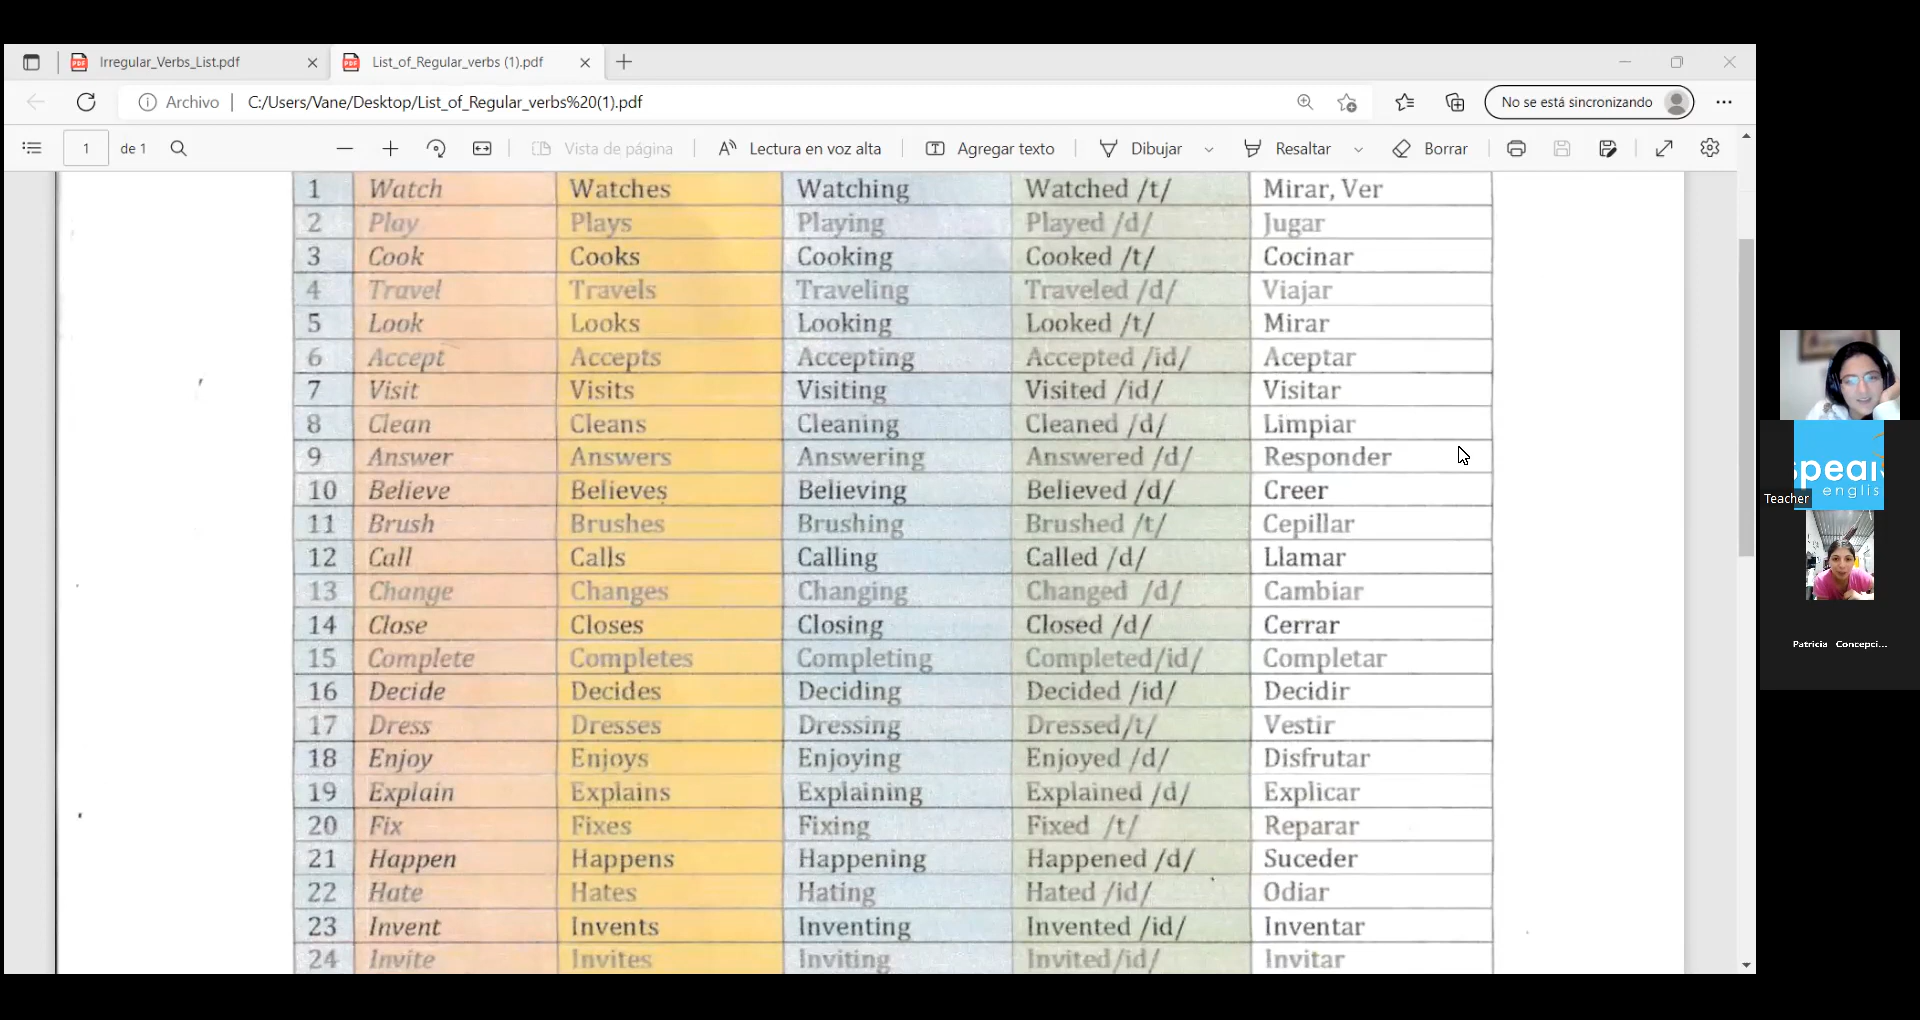 Irregular_Verbs_List.pdf List_of_Regular_verbs (1).pdf
Archivo C:/Users/Vane/Desktop/List_of_Regular_verbs%20(1).pdf No se está sincronizando
1 de 1 Vista de página Lectura en voz alta Agregar texto Dibujar Resaltar Borrar
1 Watch Watches Watching Watched /t/ Mirar, Ver
2 Play Plays Playing Played /d/ Jugar
3 Cook Cooks Cooking Cooked /t/ Cocinar
4 Travel Travels Traveling Traveled /d/ Viajar
5 Look Looks Looking Looked /t/ Mirar
6 Accept Accepts Accepting Accepted /id/ Aceptar
7 Visit Visits Visiting Visited /id/ Visitar
8 Clean Cleans Cleaning Cleaned /d/ Limpiar
9 Answer Answers Answering Answered /d/ Responder
10 Believe Believes Believing Believed /d/ Creer
11 Brush Brushes Brushing Brushed /t/ Cepillar
12 Call Calls Calling Called /d/ Llamar
13 Change Changes Changing Changed /d/ Cambiar
14 Close Closes Closing Closed /d/ Cerrar
15 Complete Completes Completing Completed/id/ Completar
16 Decide Decides Deciding Decided /id/ Decidir
17 Dress Dresses Dressing Dressed/t/ Vestir
18 Enjoy Enjoys Enjoying Enjoyed /d/ Disfrutar
19 Explain Explains Explaining Explained /d/ Explicar
20 Fix Fixes Fixing Fixed /t/ Reparar
21 Happen Happens Happening Happened /d/ Suceder
22 Hate Hates Hating Hated /id/ Odiar
23 Invent Invents Inventing Invented /id/ Inventar
24 Invite Invites Inviting Invited/id/ Invitar
speak
englis
Teacher
Patricia Concepci...